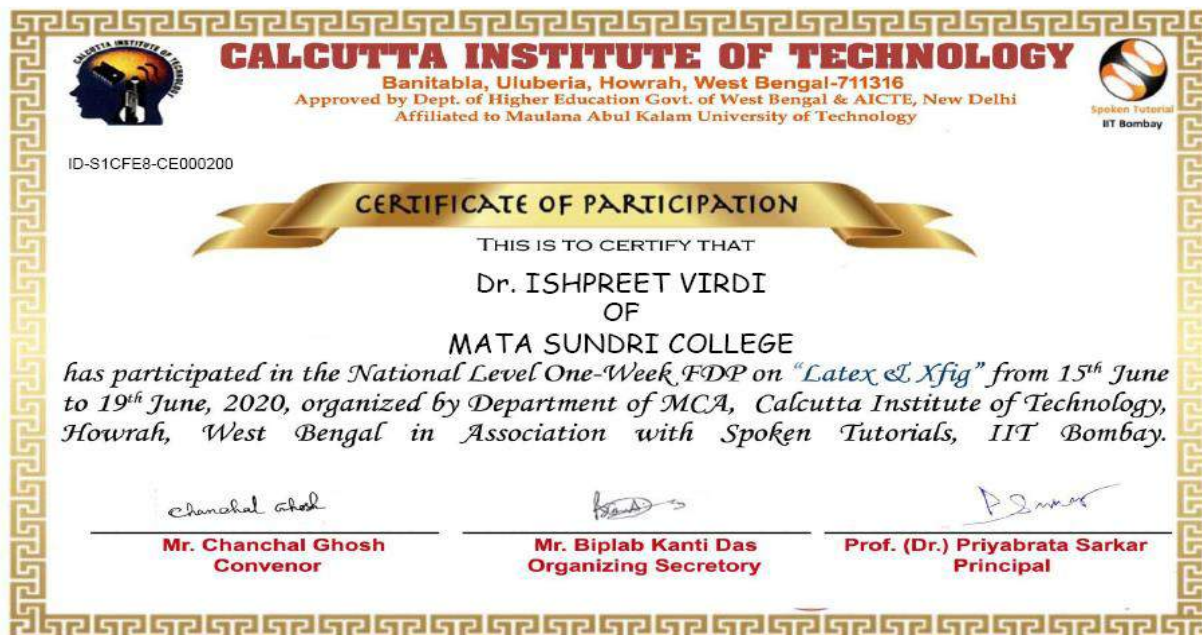 CALCUTTA INSTITUTE OF TECHNOLOGY
CALCUTTA INSTITUTE OF TECHNOLOGY
Banitabla, Uluberia, Howrah, West Bengal-711316
Approved by Dept. of Higher Education Govt. of West Bengal & AICTE, New Delhi
Affiliated to Maulana Abul Kalam University of Technology
Spoken Tutorial
IIT Bombay
ID-S1CFE8-CE000200
CERTIFICATE OF PARTICIPATION
THIS IS TO CERTIFY THAT
Dr. ISHPREET VIRDI
OF
MATA SUNDRI COLLEGE
has participated in the National Level One-Week FDP on "Latex & Xfig" from 15th June
to 19th June, 2020, organized by Department of MCA, Calcutta Institute of Technology,
Howrah, West Bengal in Association with Spoken Tutorials, IIT Bombay.
Chanchal Ghosh
Mr. Chanchal Ghosh
Convenor
Mr. Biplab Kanti Das
Organizing Secretory
Prof. (Dr.) Priyabrata Sarkar
Principal